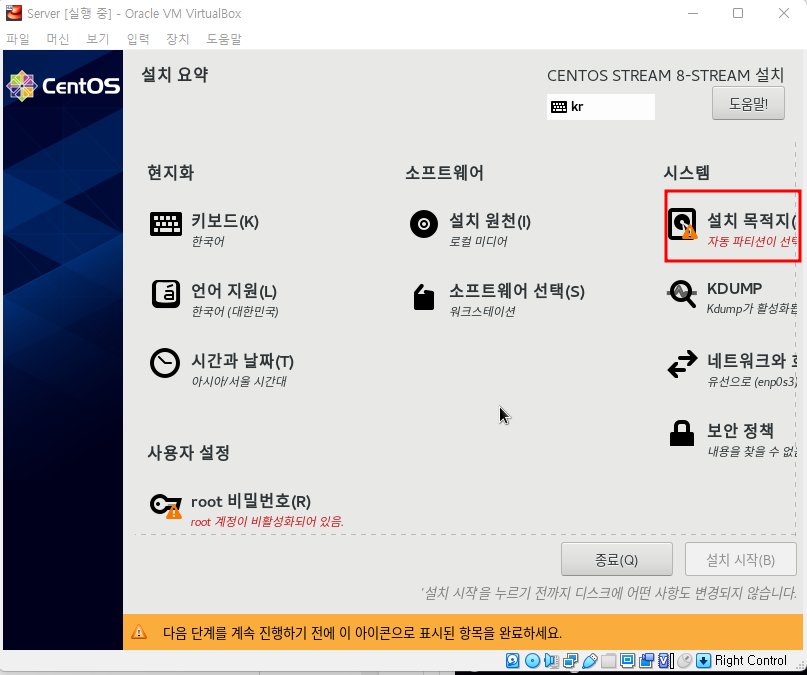 Server [실행 중] - Oracle VM VirtualBox
파일 머신 보기 입력 장치 도움말
CentOS
설치 요약
CENTOS STREAM 8-STREAM 설치
kr
도움말!
현지화
소프트웨어
시스템
키보드(K)
한국어
설치 원천(I)
로컬 미디어
설치 목적지(
자동 파티션이 선택
언어 지원(L)
한국어 (대한민국)
소프트웨어 선택(S)
워크스테이션
KDUMP
Kdump가 활성화됨
시간과 날짜(T)
아시아/서울 시간대
네트워크와 호
유선으로 (enp0s3)
보안 정책
내용을 찾을 수 없
사용자 설정
root 비밀번호(R)
root 계정이 비활성화되어 있음.
종료(Q)
설치 시작(B)
'설치 시작'을 누르기 전까지 디스크에 어떤 사항도 변경되지 않습니다.
다음 단계를 계속 진행하기 전에 이 아이콘으로 표시된 항목을 완료하세요.
Right Control